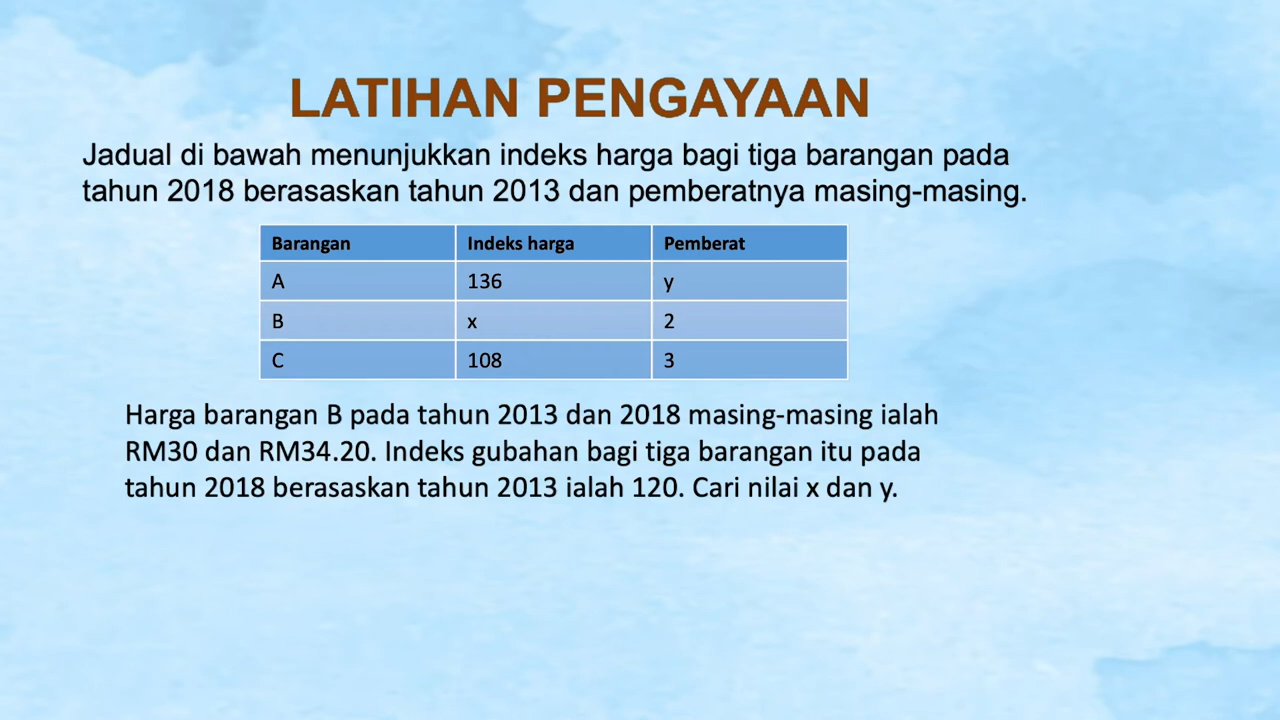 LATIHAN PENGAYAAN
Jadual di bawah menunjukkan indeks harga bagi tiga barangan pada
tahun 2018 berasaskan tahun 2013 dan pemberatnya masing-masing.
Barangan Indeks harga Pemberat
A 136 y
B x 2
C 108 3
Harga barangan B pada tahun 2013 dan 2018 masing-masing ialah
RM30 dan RM34.20. Indeks gubahan bagi tiga barangan itu pada
tahun 2018 berasaskan tahun 2013 ialah 120. Cari nilai x dan y.